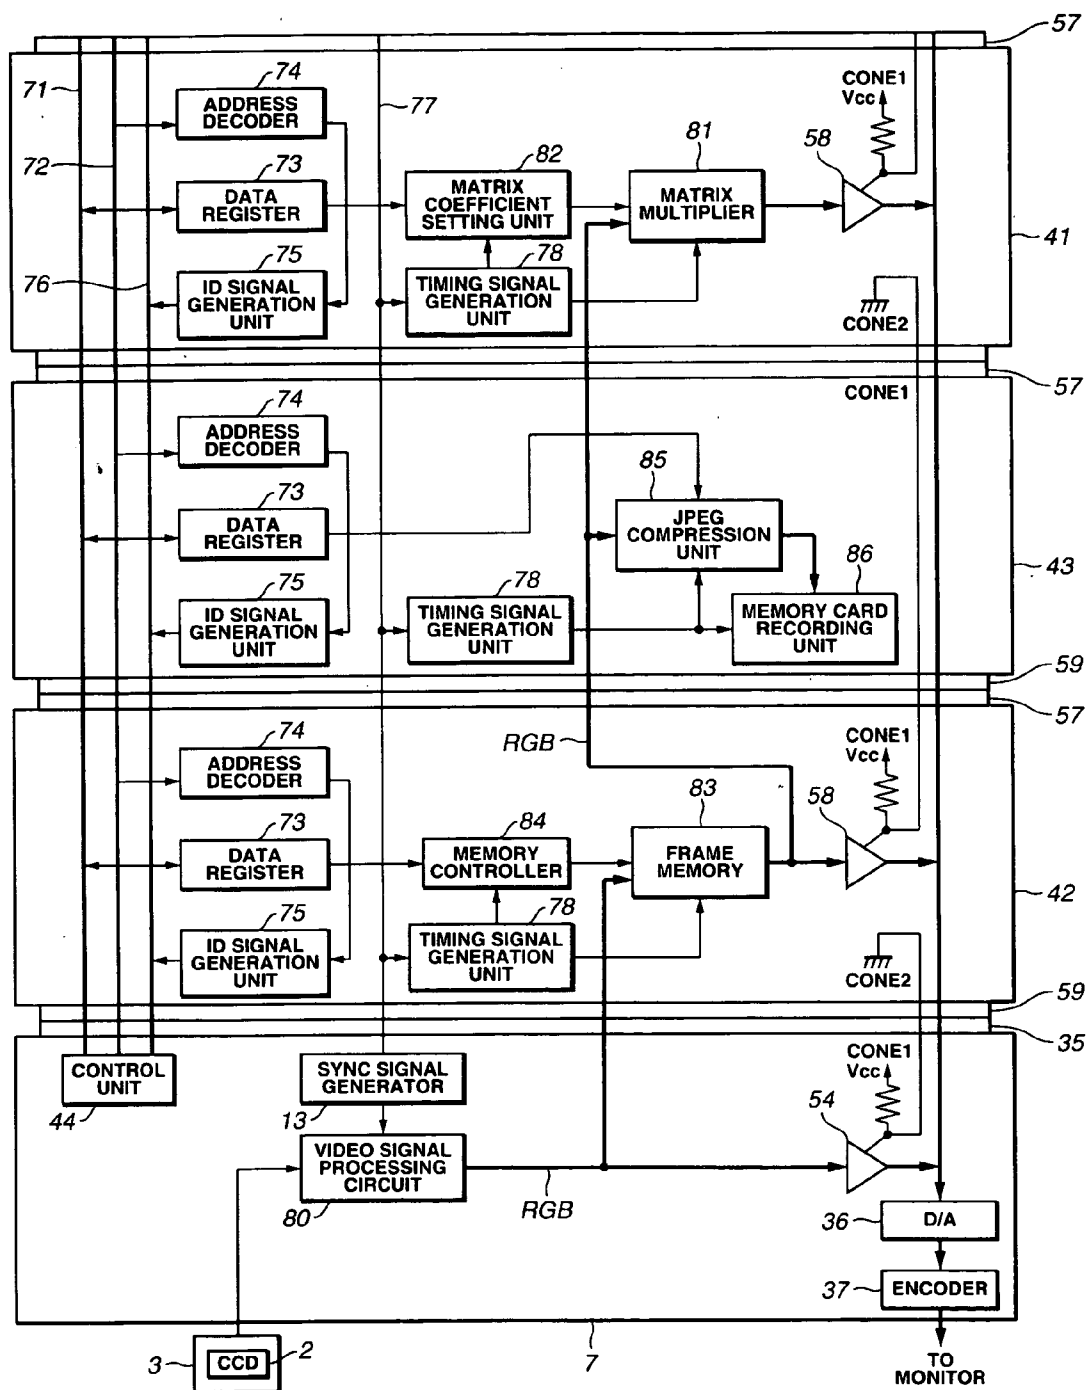 57
71
74
77
CONE1
Vcc
ADDRESS
DECODER
81
58
72
73
82
DATA
REGISTER
MATRIX
COEFFICIENT
SETTING UNIT
MATRIX
MULTIPLIER
41
76
75
78
ID SIGNAL
GENERATION
UNIT
TIMING SIGNAL
GENERATION
UNIT
CONE2
57
74
CONE1
ADDRESS
DECODER
85
73
DATA
REGISTER
JPEG
COMPRESSION
UNIT
86
43
75
78
ID SIGNAL
GENERATION
UNIT
TIMING SIGNAL
GENERATION
UNIT
MEMORY CARD
RECORDING
UNIT
59
57
RGB
74
CONE1
Vcc
ADDRESS
DECODER
83
58
73
84
DATA
REGISTER
MEMORY
CONTROLLER
FRAME
MEMORY
42
75
78
ID SIGNAL
GENERATION
UNIT
TIMING SIGNAL
GENERATION
UNIT
CONE2
59
35
CONTROL
UNIT
44
SYNC SIGNAL
GENERATOR
13
CONE1
Vcc
54
VIDEO SIGNAL
PROCESSING
CIRCUIT
80
RGB
36
D/A
37
ENCODER
3
CCD
2
7
TO
MONITOR